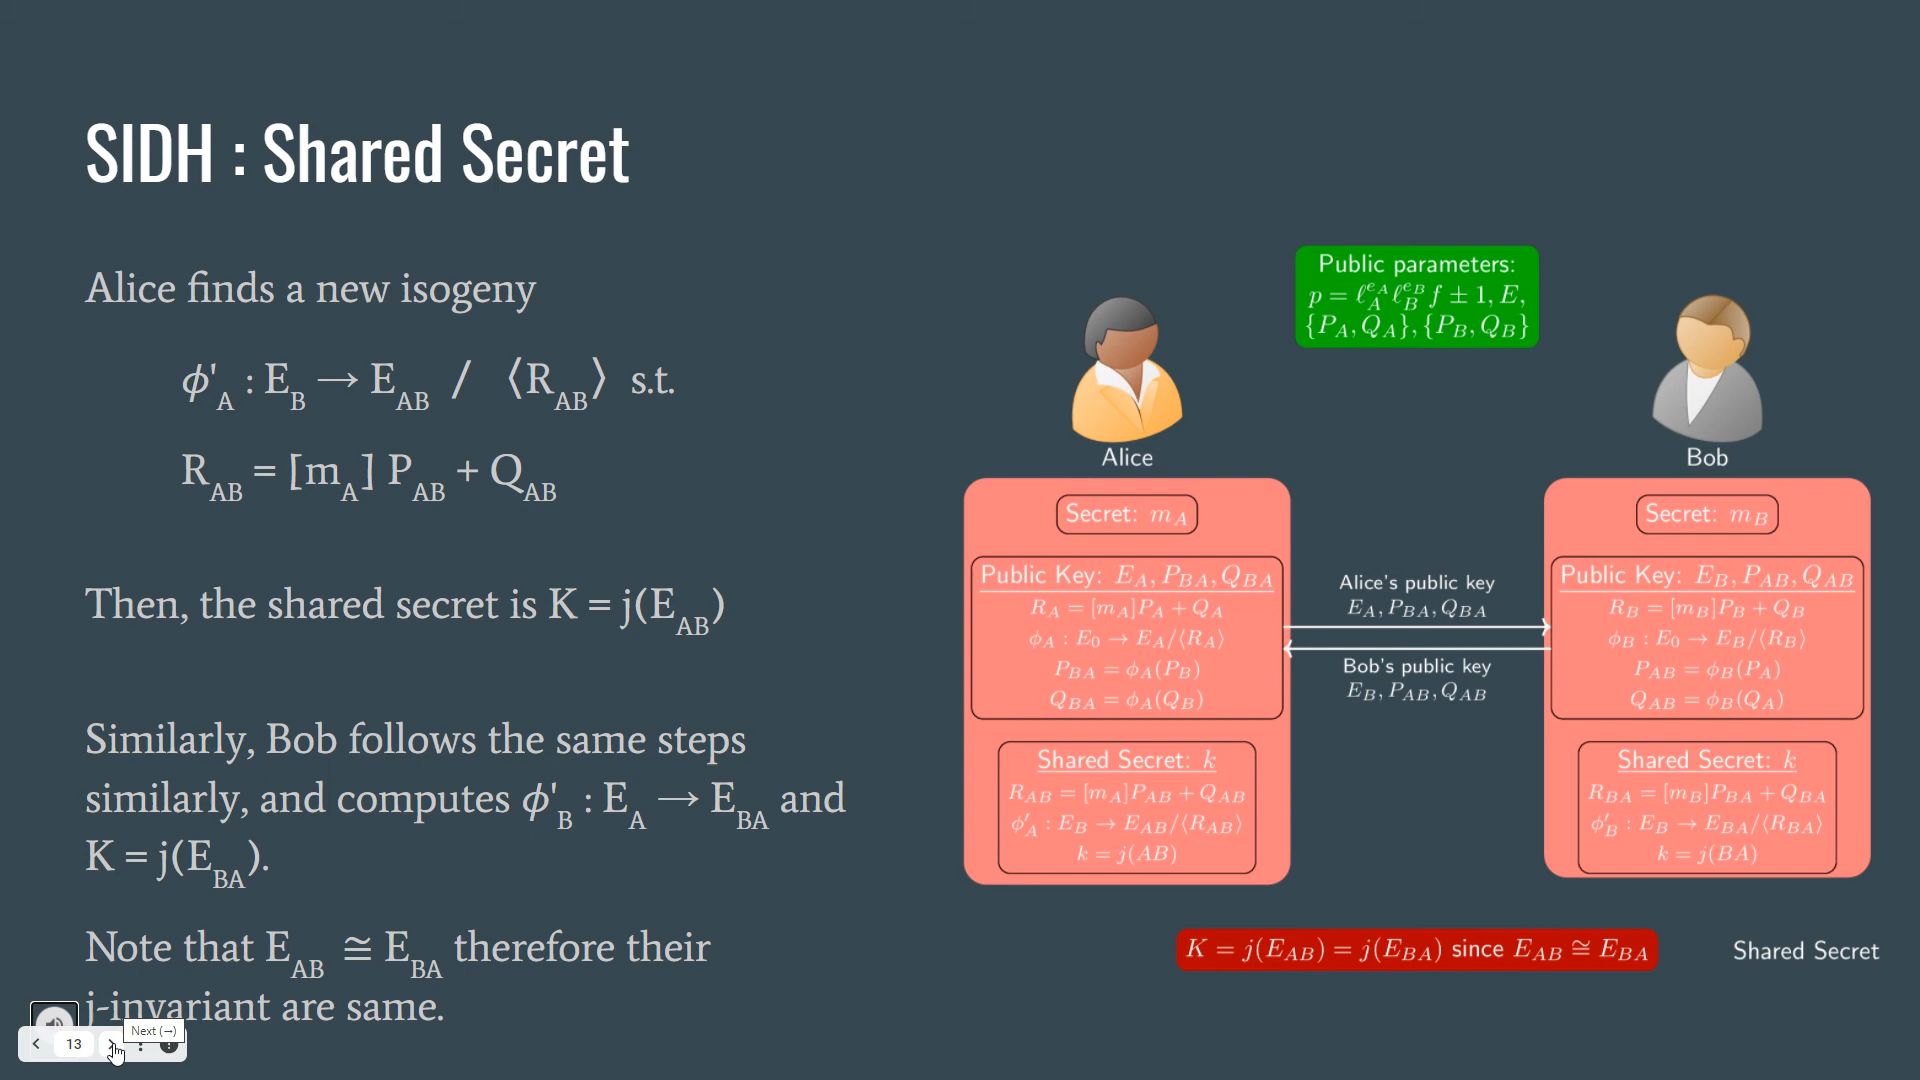 SIDH : Shared Secret
Alice finds a new isogeny
ϕ'_A : E_B → E_AB / ⟨R_AB⟩ s.t.
R_AB = [m_A] P_AB + Q_AB
Then, the shared secret is K = j(E_AB)
Similarly, Bob follows the same steps
similarly, and computes ϕ'_B : E_A → E_BA and
K = j(E_BA).
Note that E_AB ≅ E_BA therefore their
j-invariant are same.
Public parameters:
p = ℓ_A^{e_A} ℓ_B^{e_B} f ± 1, E,
{P_A, Q_A}, {P_B, Q_B}
Alice
Secret: m_A
Public Key: E_A, P_BA, Q_BA
R_A = [m_A]P_A + Q_A
ϕ_A : E_0 → E_A/⟨R_A⟩
P_BA = ϕ_A(P_B)
Q_BA = ϕ_A(Q_B)
Shared Secret: k
R_AB = [m_A]P_AB + Q_AB
ϕ'_A : E_B → E_AB/⟨R_AB⟩
k = j(AB)
Alice's public key
E_A, P_BA, Q_BA
Bob's public key
E_B, P_AB, Q_AB
Bob
Secret: m_B
Public Key: E_B, P_AB, Q_AB
R_B = [m_B]P_B + Q_B
ϕ_B : E_0 → E_B/⟨R_B⟩
P_AB = ϕ_B(P_A)
Q_AB = ϕ_B(Q_A)
Shared Secret: k
R_BA = [m_B]P_BA + Q_BA
ϕ'_B : E_B → E_BA/⟨R_BA⟩
k = j(BA)
K = j(E_AB) = j(E_BA) since E_AB ≅ E_BA
Shared Secret
Next (→)
13